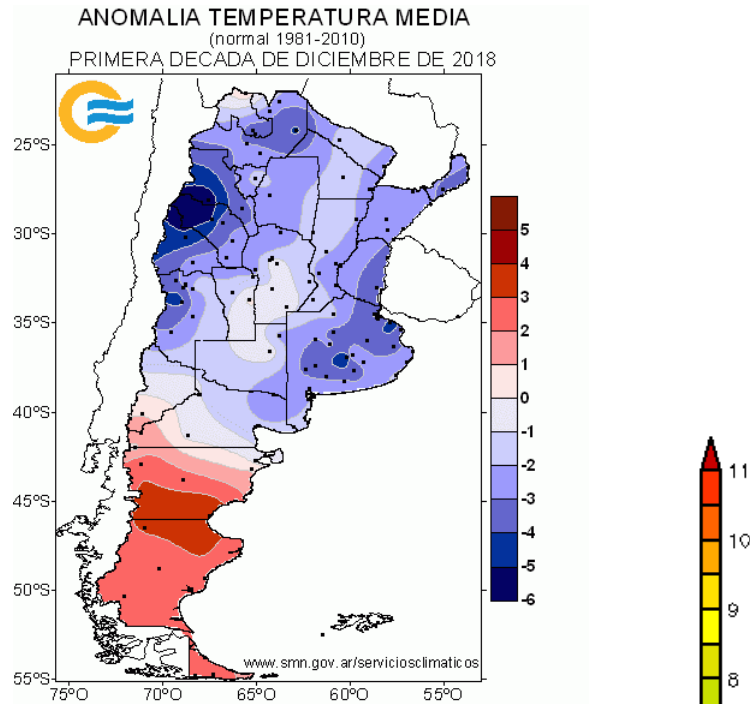 ANOMALIA TEMPERATURA MEDIA
(normal 1981-2010)
PRIMERA DECADA DE DICIEMBRE DE 2018
25ºS
30ºS
35ºS
40ºS
45ºS
50ºS
55ºS
75ºO 70ºO 65ºO 60ºO 55ºO
www.smn.gov.ar/serviciosclimaticos
5
4
3
2
1
0
-1
-2
-3
-4
-5
-6
11
10
9
8